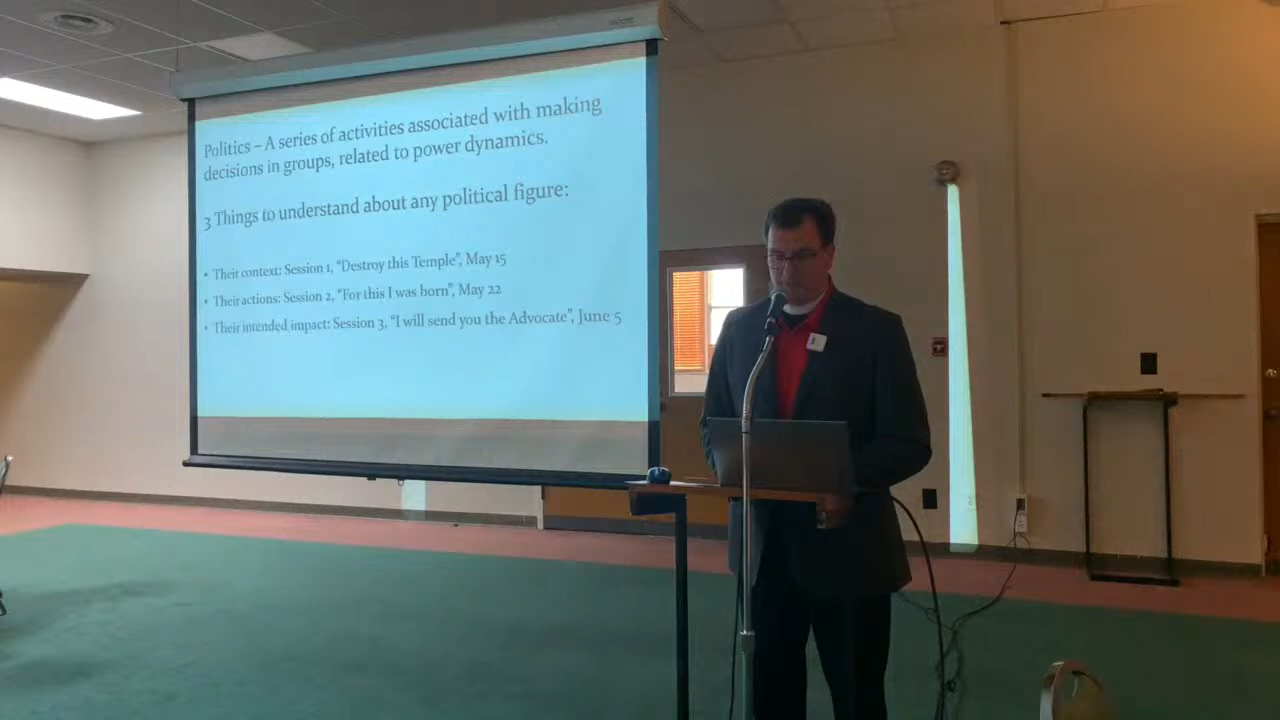 Politics – A series of activities associated with making
decisions in groups, related to power dynamics.
3 Things to understand about any political figure:
• Their context: Session 1, “Destroy this Temple”, May 15
• Their actions: Session 2, “For this I was born”, May 22
• Their intended impact: Session 3, “I will send you the Advocate”, June 5